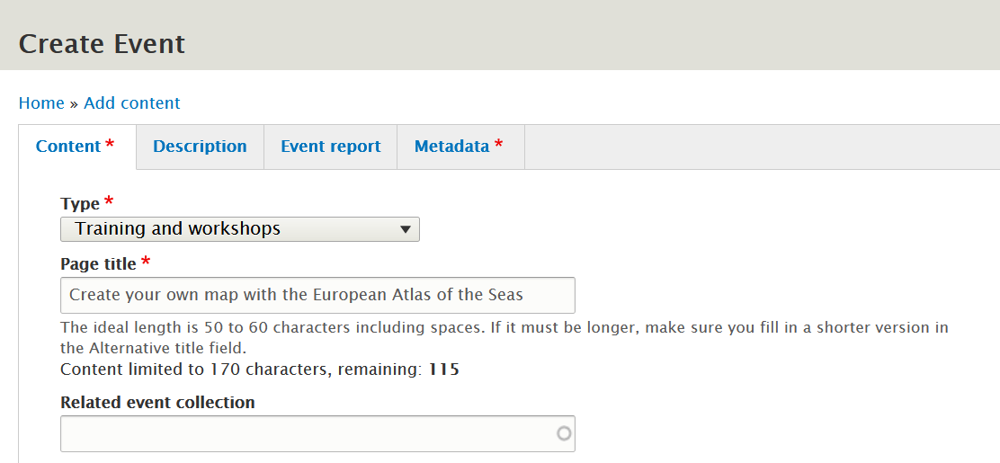 Create Event
Home » Add content
Content * Description Event report Metadata *
Type *
Training and workshops
Page title *
Create your own map with the European Atlas of the Seas
The ideal length is 50 to 60 characters including spaces. If it must be longer, make sure you fill in a shorter version in
the Alternative title field.
Content limited to 170 characters, remaining: 115
Related event collection